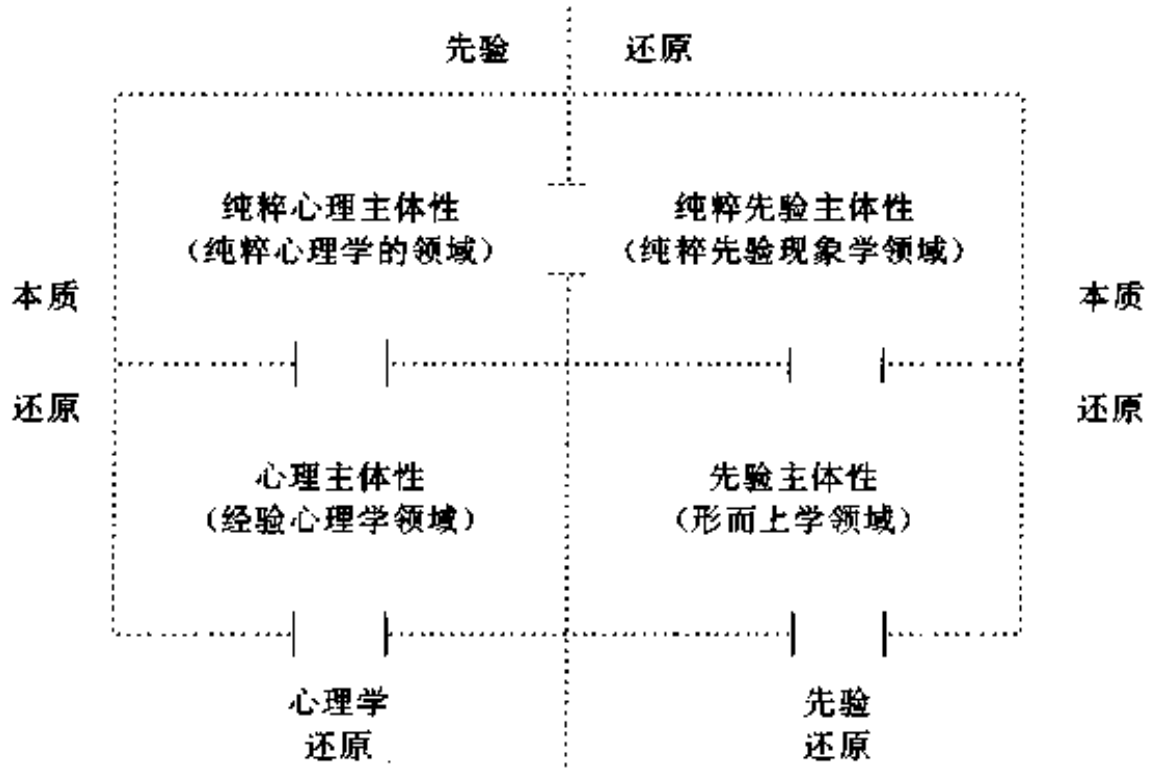 先验 还原
纯粹心理主体性 纯粹先验主体性
（纯粹心理学的领域） （纯粹先验现象学领域）
本质 本质
还原 还原
心理主体性 先验主体性
（经验心理学领域） （形而上学领域）
心理学 先验
还原 还原